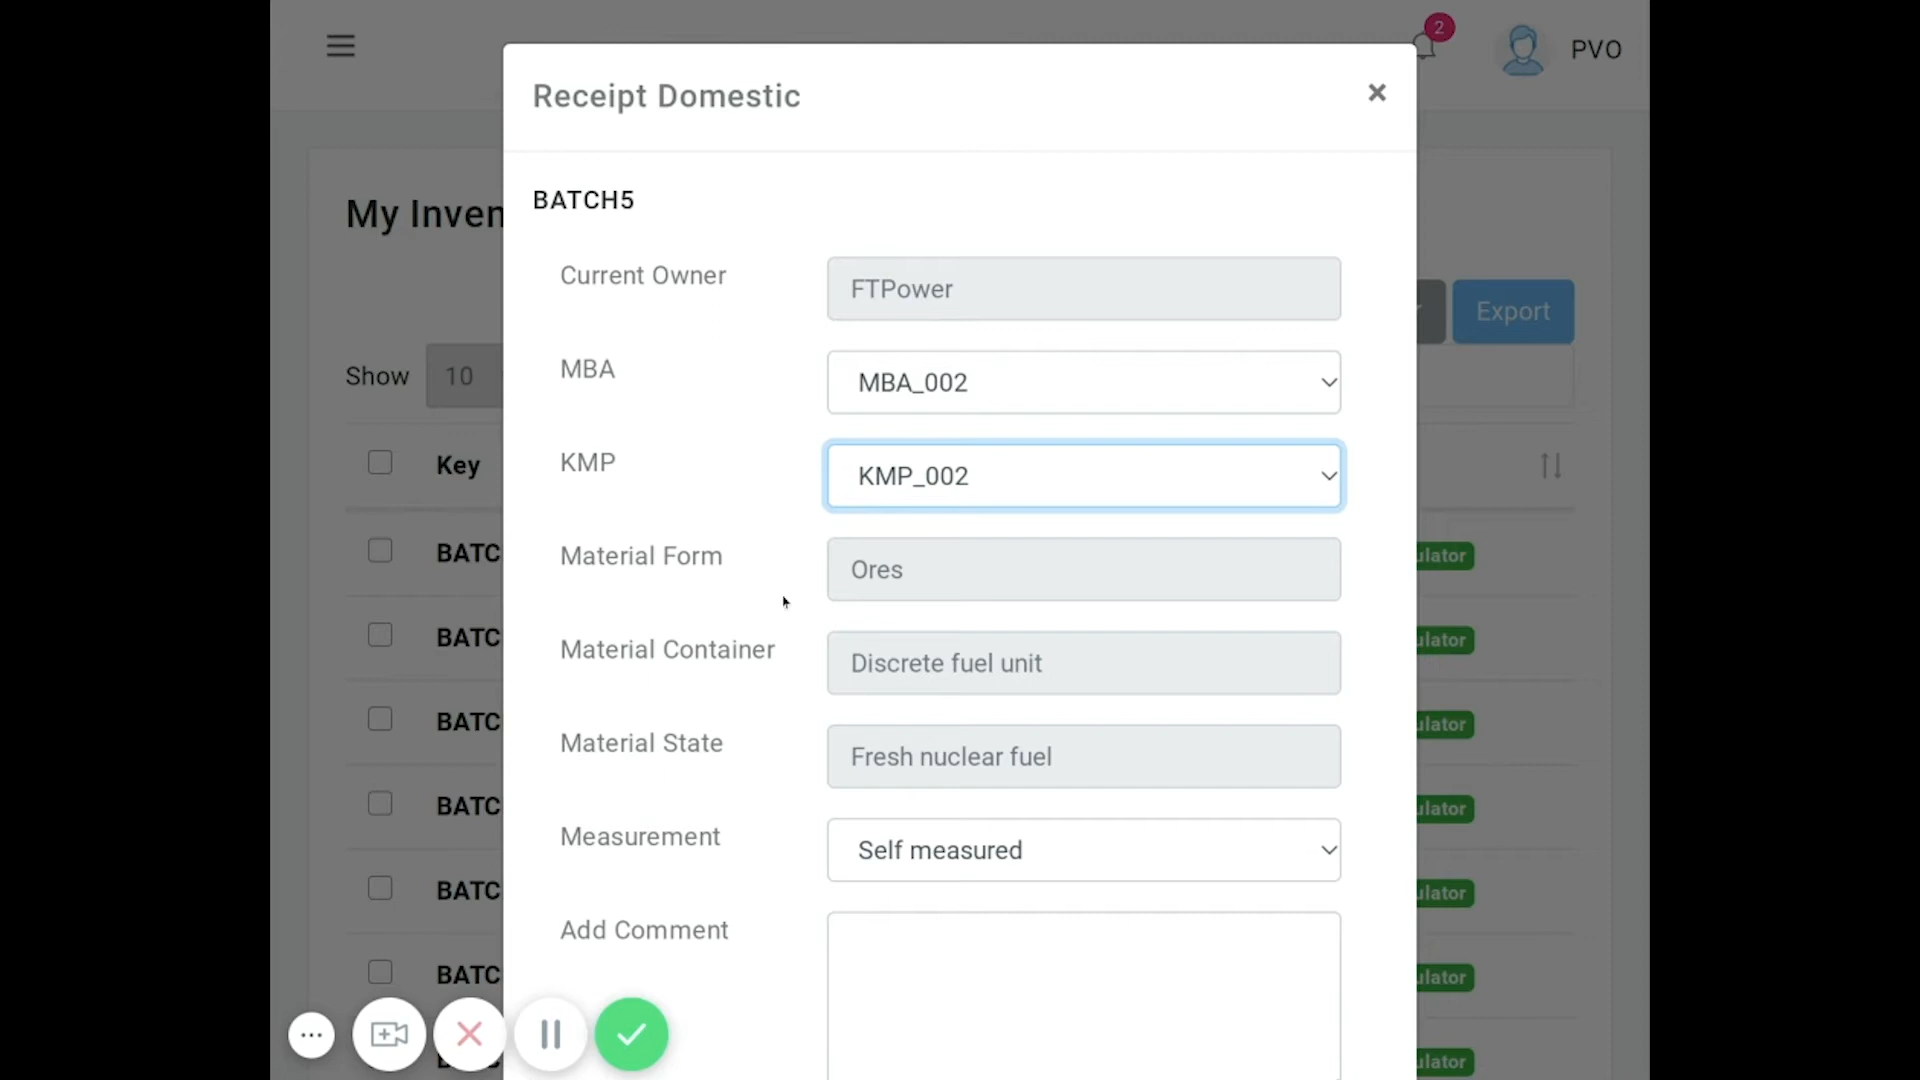 2
PVO
Receipt Domestic
×
My Inven
BATCH5
Current Owner
FTPower
Export
MBA
MBA_002
Show
10
KMP
KMP_002
Key
Material Form
Ores
BATC
ulator
Material Container
Discrete fuel unit
BATC
ulator
Material State
Fresh nuclear fuel
BATC
ulator
Measurement
Self measured
BATC
ulator
BATC
ulator
Add Comment
BATC
ulator
ulator